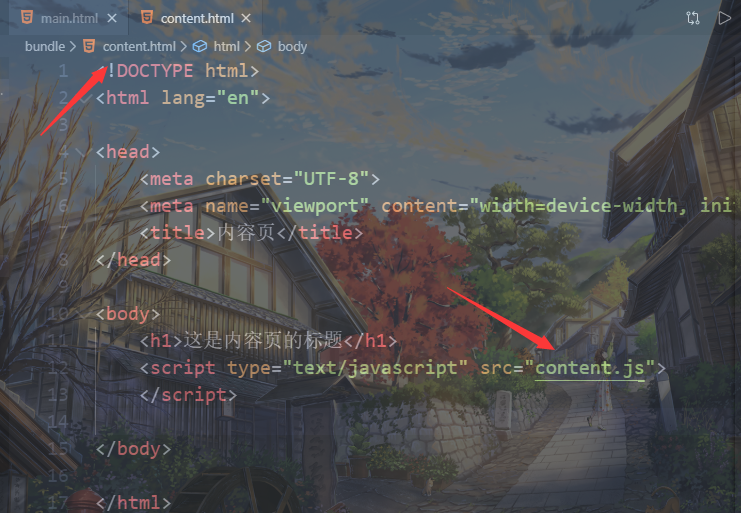 main.html × content.html ×
bundle > content.html > html > body
1 <!DOCTYPE html>
2 <html lang="en">
3
4 <head>
5 <meta charset="UTF-8">
6 <meta name="viewport" content="width=device-width, init
7 <title>内容页</title>
8 </head>
9
10 <body>
11 <h1>这是内容页的标题</h1>
12 <script type="text/javascript" src="content.js">
13 </script>
14
15 </body>
16
17 </html>